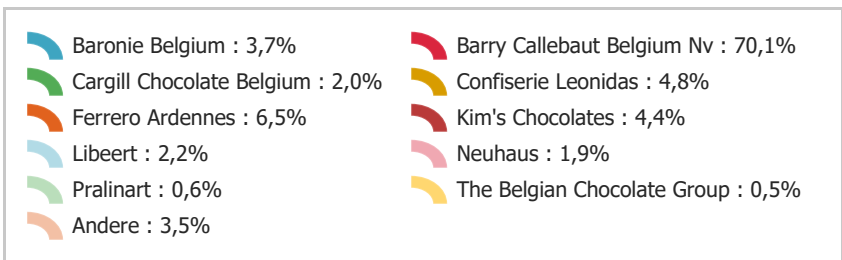 Baronie Belgium : 3,7%
Barry Callebaut Belgium Nv : 70,1%
Cargill Chocolate Belgium : 2,0%
Confiserie Leonidas : 4,8%
Ferrero Ardennes : 6,5%
Kim's Chocolates : 4,4%
Libeert : 2,2%
Neuhaus : 1,9%
Pralinart : 0,6%
The Belgian Chocolate Group : 0,5%
Andere : 3,5%